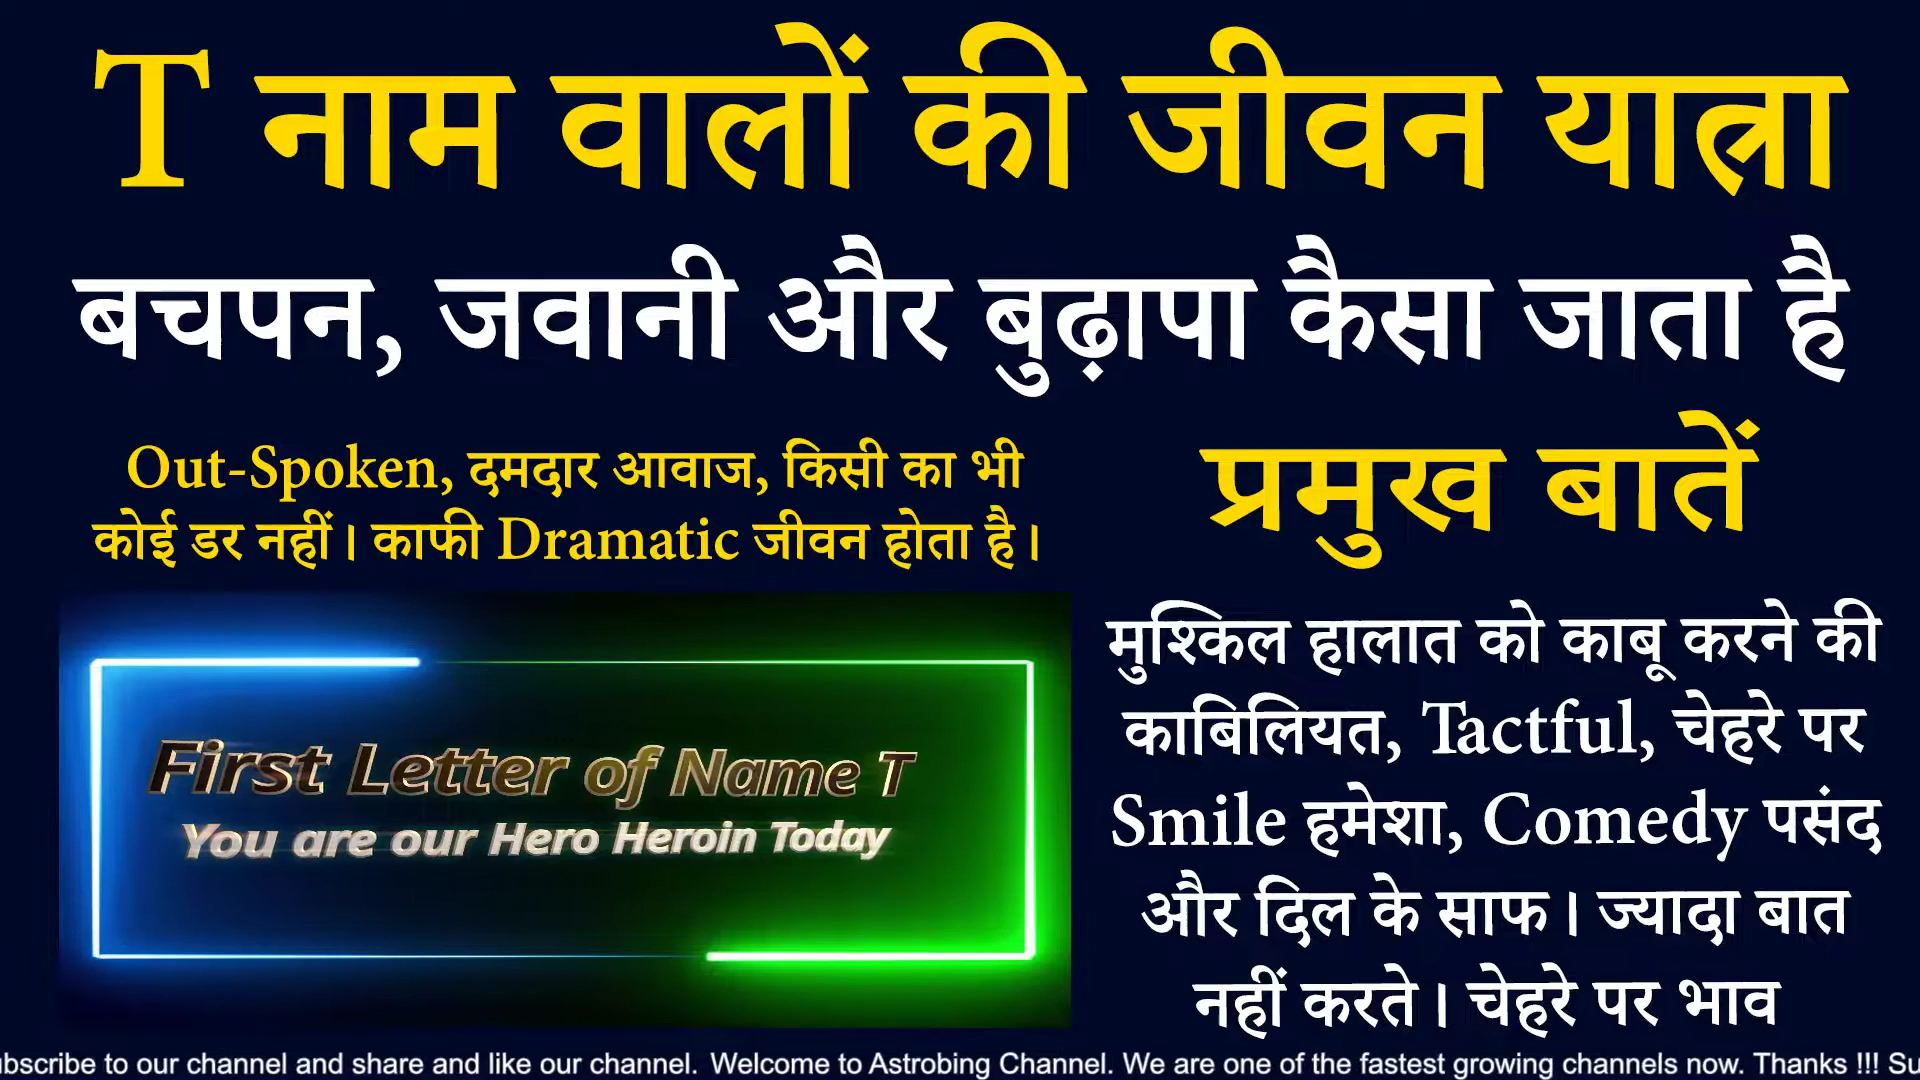 T नाम वालों की जीवन यात्रा
बचपन, जवानी और बुढ़ापा कैसा जाता है
Out-Spoken, दमदार आवाज, किसी का भी
कोई डर नहीं। काफी Dramatic जीवन होता है।
First Letter of Name T
You are our Hero Heroin Today
प्रमुख बातें
मुश्किल हालात को काबू करने की
काबिलियत, Tactful, चेहरे पर
Smile हमेशा, Comedy पसंद
और दिल के साफ। ज्यादा बात
नहीं करते। चेहरे पर भाव
ubscribe to our channel and share and like our channel. Welcome to Astrobing Channel. We are one of the fastest growing channels now. Thanks !!! Su